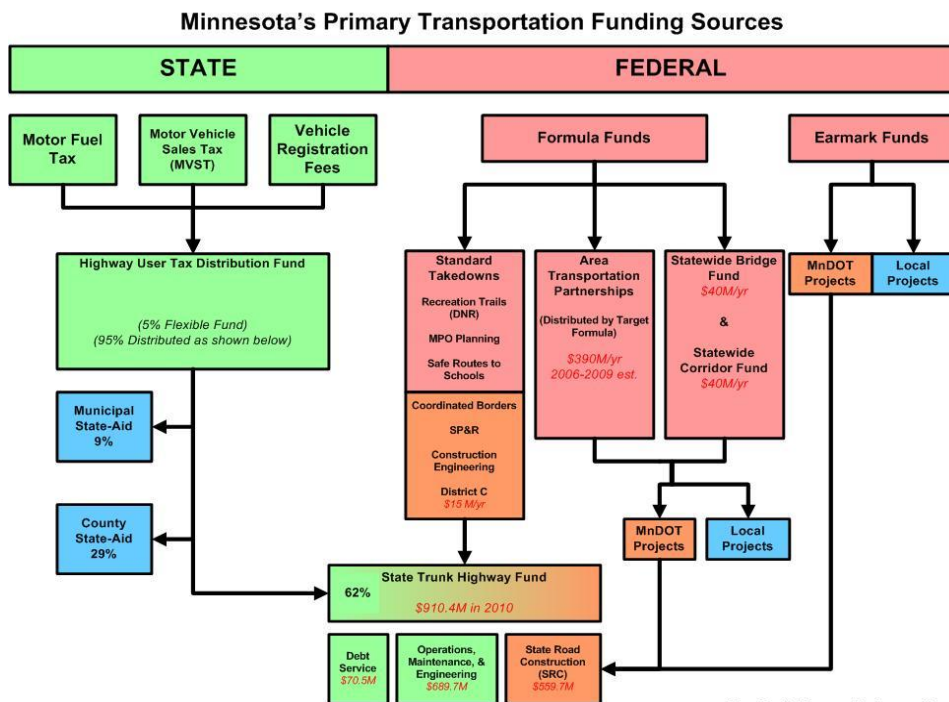 Minnesota's Primary Transportation Funding Sources
STATE
FEDERAL
Motor Fuel
Tax
Motor Vehicle
Sales Tax
(MVST)
Vehicle
Registration
Fees
Formula Funds
Earmark Funds
Highway User Tax Distribution Fund
(5% Flexible Fund)
(95% Distributed as shown below)
Standard
Takedowns
Recreation Trails
(DNR)
MPO Planning
Safe Routes to
Schools
Area
Transportation
Partnerships
(Distributed by Target
Formula)
$390M/yr
2006-2009 est.
Statewide Bridge
Fund
$40M/yr
&
Statewide
Corridor Fund
$40M/yr
MnDOT
Projects
Local
Projects
Coordinated Borders
SP&R
Construction
Engineering
District C
$15 M/yr
Municipal
State-Aid
9%
County
State-Aid
29%
MnDOT
Projects
Local
Projects
State Trunk Highway Fund
62%
$910.4M in 2010
Debt
Service
$70.5M
Operations,
Maintenance, &
Engineering
$689.7M
State Road
Construction
(SRC)
$559.7M